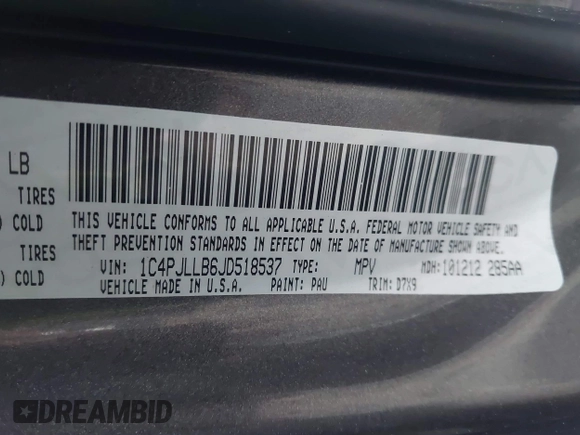 LB
TIRES
) COLD
TIRES
) COLD
THIS VEHICLE CONFORMS TO ALL APPLICABLE U.S.A. FEDERAL MOTOR VEHICLE SAFETY AND
THEFT PREVENTION STANDARDS IN EFFECT ON THE DATE OF MANUFACTURE SHOWN ABOVE.
VIN: 1C4PJLLB6JD518537 TYPE: MPV MDH: 101212 285AA
VEHICLE MADE IN U.S.A. PAINT: PAU TRIM: D7X9
DREAMBID